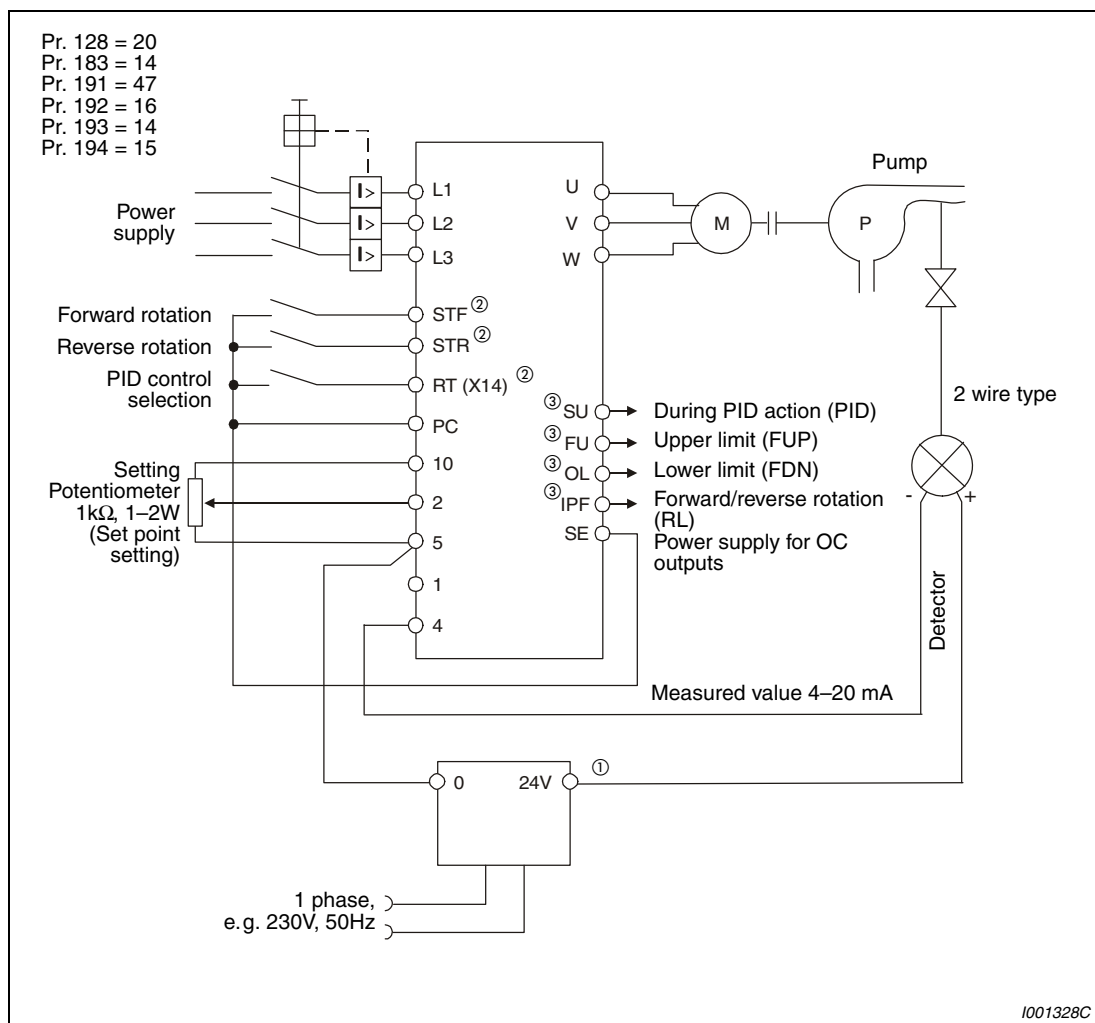 Pr. 128 = 20
Pr. 183 = 14
Pr. 191 = 47
Pr. 192 = 16
Pr. 193 = 14
Pr. 194 = 15
Power
supply
I>
I>
I>
L1
L2
L3
U
V
W
M
Pump
P
Forward rotation
STF ②
Reverse rotation
STR ②
PID control
selection
RT (X14) ②
PC
10
Setting
Potentiometer
1kΩ, 1–2W
(Set point
setting)
2
5
1
4
③ SU
During PID action (PID)
③ FU
Upper limit (FUP)
③ OL
Lower limit (FDN)
③ IPF
Forward/reverse rotation
(RL)
SE
Power supply for OC
outputs
2 wire type
-
+
Detector
Measured value 4–20 mA
0
24V
①
1 phase,
e.g. 230V, 50Hz
I001328C